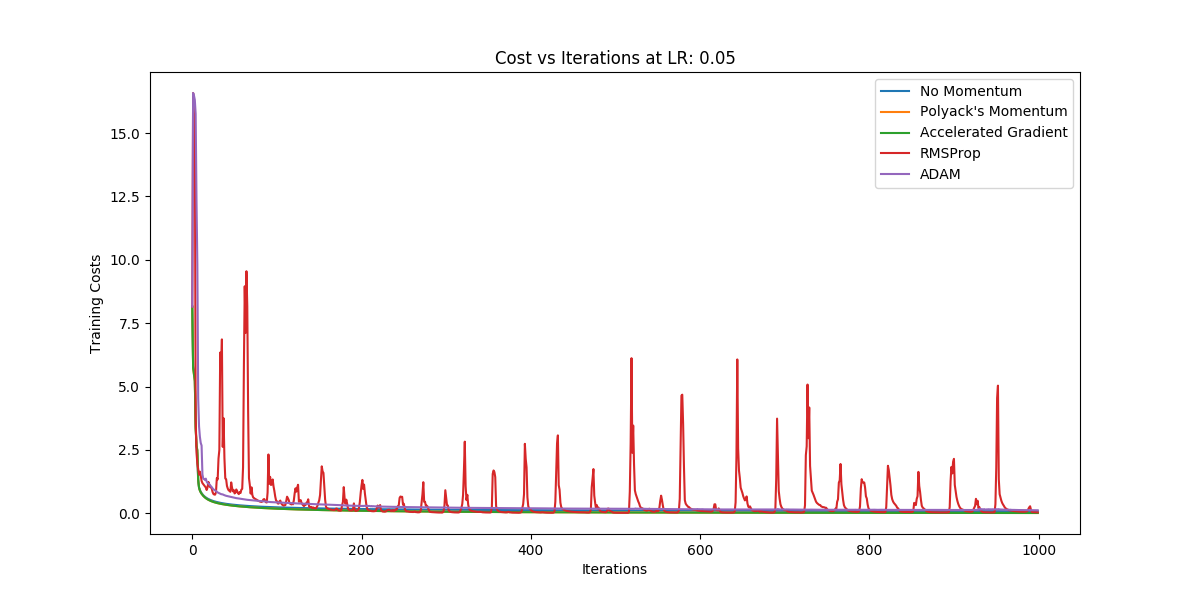 Cost vs Iterations at LR: 0.05
No Momentum
Polyack's Momentum
Accelerated Gradient
RMSProp
ADAM
Training Costs
15.0
12.5
10.0
7.5
5.0
2.5
0.0
0 200 400 600 800 1000
Iterations